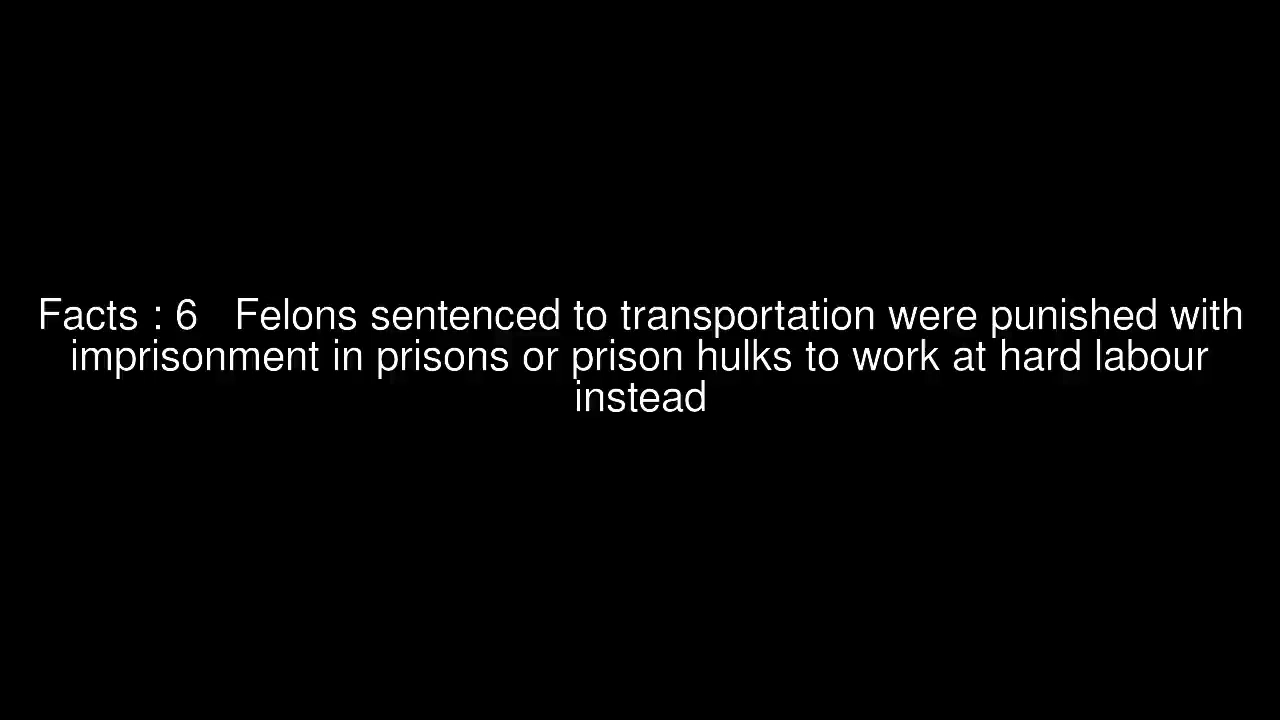 Facts : 6   Felons sentenced to transportation were punished with
imprisonment in prisons or prison hulks to work at hard labour
instead